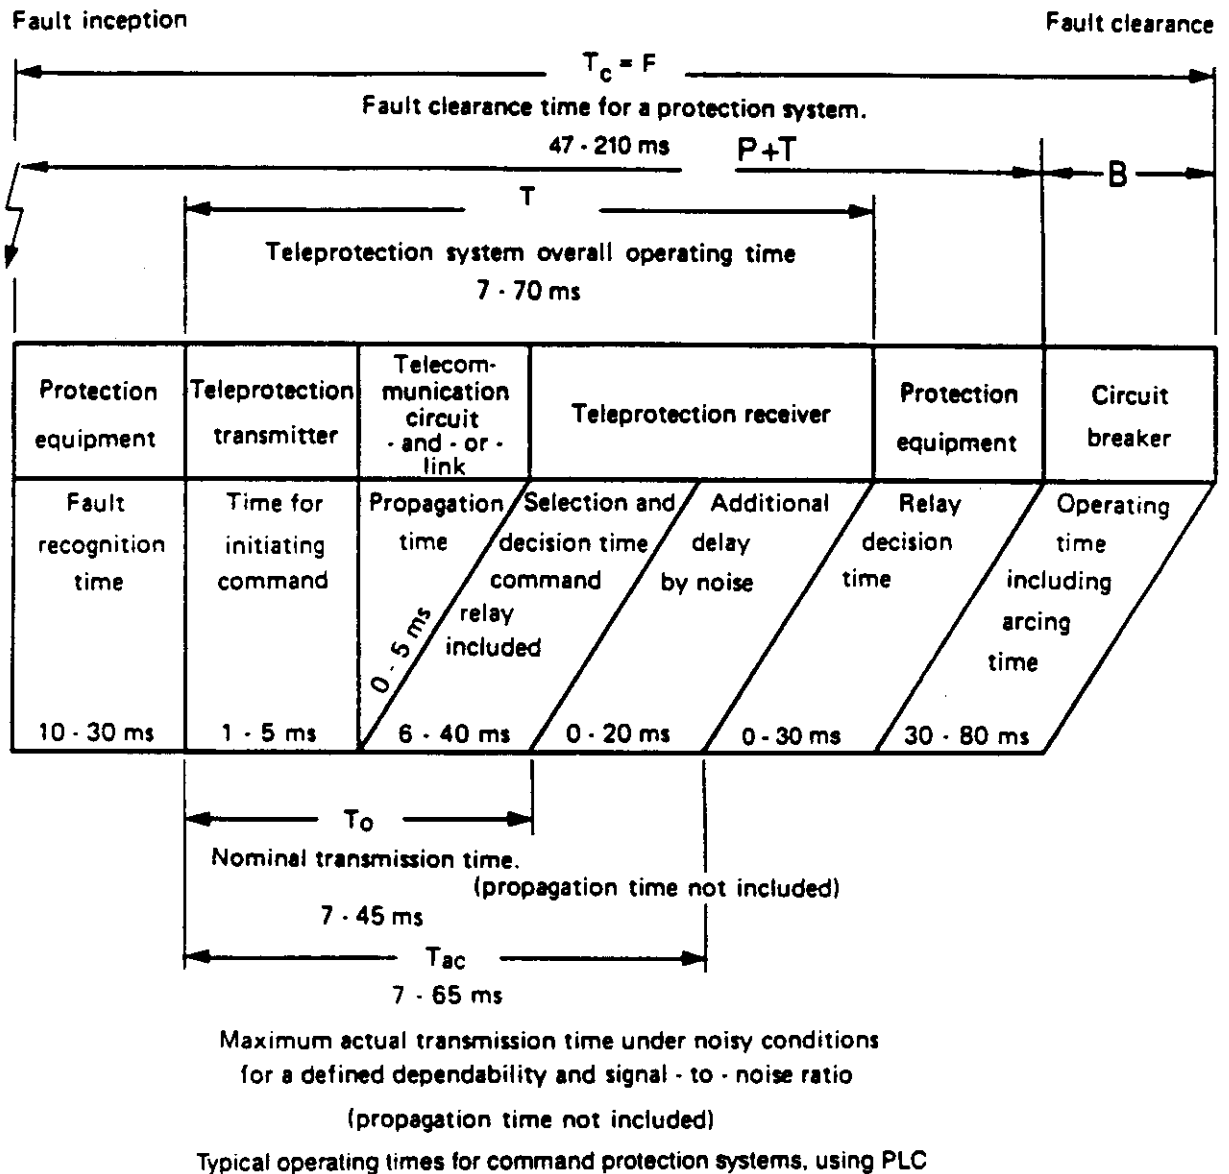 Fault inception
Fault clearance
Tc = F
Fault clearance time for a protection system.
47 - 210 ms
P+T
B
T
Teleprotection system overall operating time
7 - 70 ms
Protection
equipment
Teleprotection
transmitter
Telecom-
munication
circuit
- and - or -
link
Teleprotection receiver
Protection
equipment
Circuit
breaker
Fault
recognition
time
Time for
initiating
command
Propagation
time
Selection and
decision time
command
relay
included
Additional
delay
by noise
Relay
decision
time
Operating
time
including
arcing
time
0 - 5 ms
10 - 30 ms
1 - 5 ms
6 - 40 ms
0 - 20 ms
0 - 30 ms
30 - 80 ms
To
Nominal transmission time.
(propagation time not included)
7 - 45 ms
Tac
7 - 65 ms
Maximum actual transmission time under noisy conditions
for a defined dependability and signal - to - noise ratio
(propagation time not included)
Typical operating times for command protection systems, using PLC